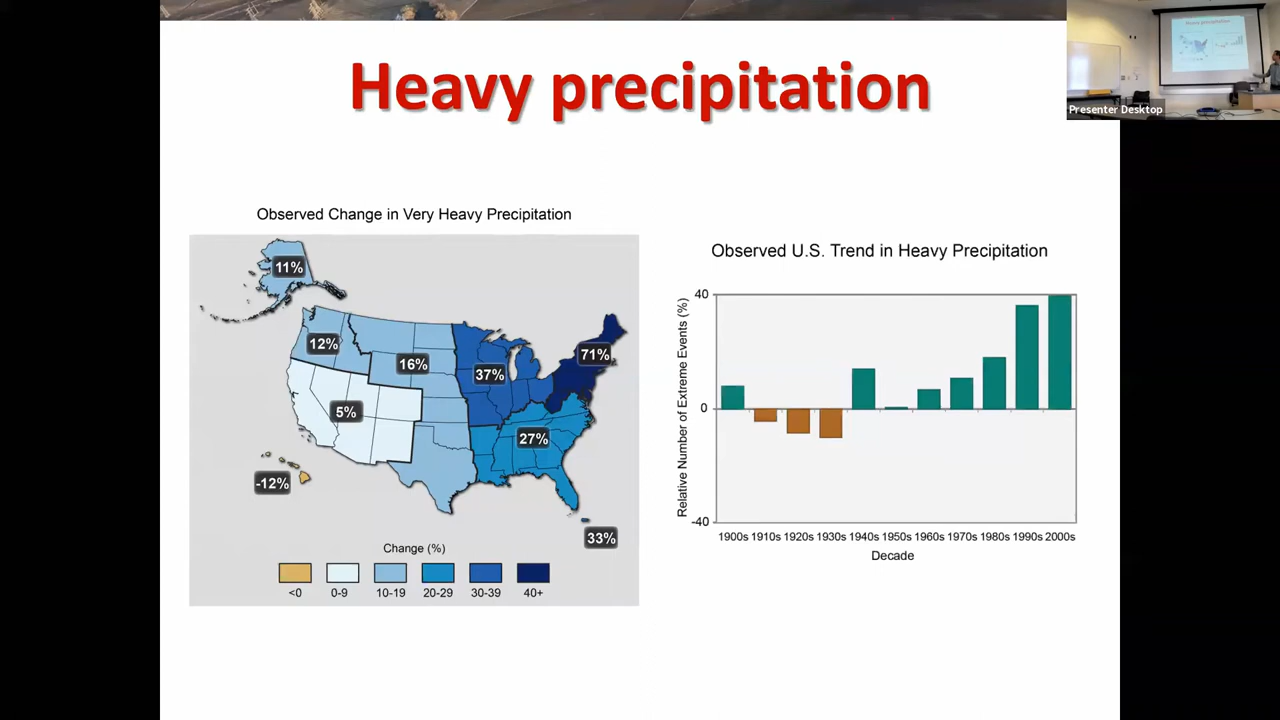 Heavy precipitation
Presenter Desktop
Observed Change in Very Heavy Precipitation
11%
12%
16%
5%
37%
71%
27%
-12%
33%
Change (%)
<0 0-9 10-19 20-29 30-39 40+
Observed U.S. Trend in Heavy Precipitation
Relative Number of Extreme Events (%)
40
0
-40
1900s 1910s 1920s 1930s 1940s 1950s 1960s 1970s 1980s 1990s 2000s
Decade
Heavy precipitation